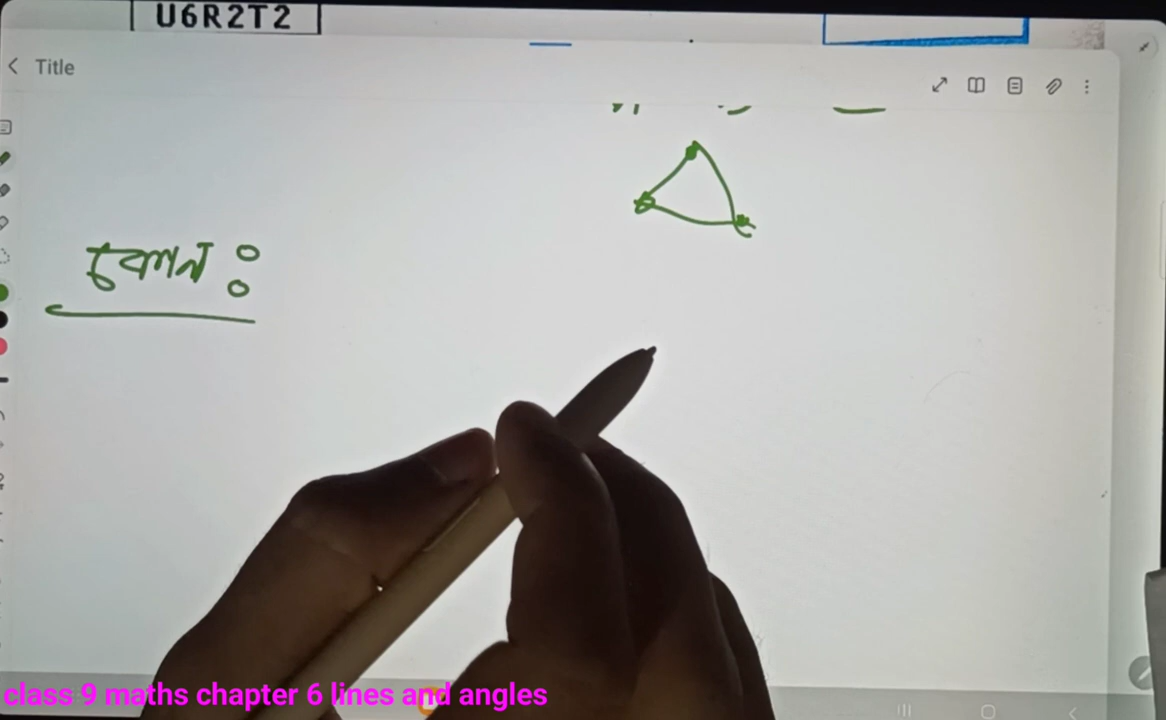 U6R2T2
Title
কোন :
class 9 maths chapter 6 lines and angles